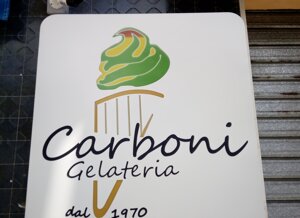 Carboni
Gelateria
dal 1970